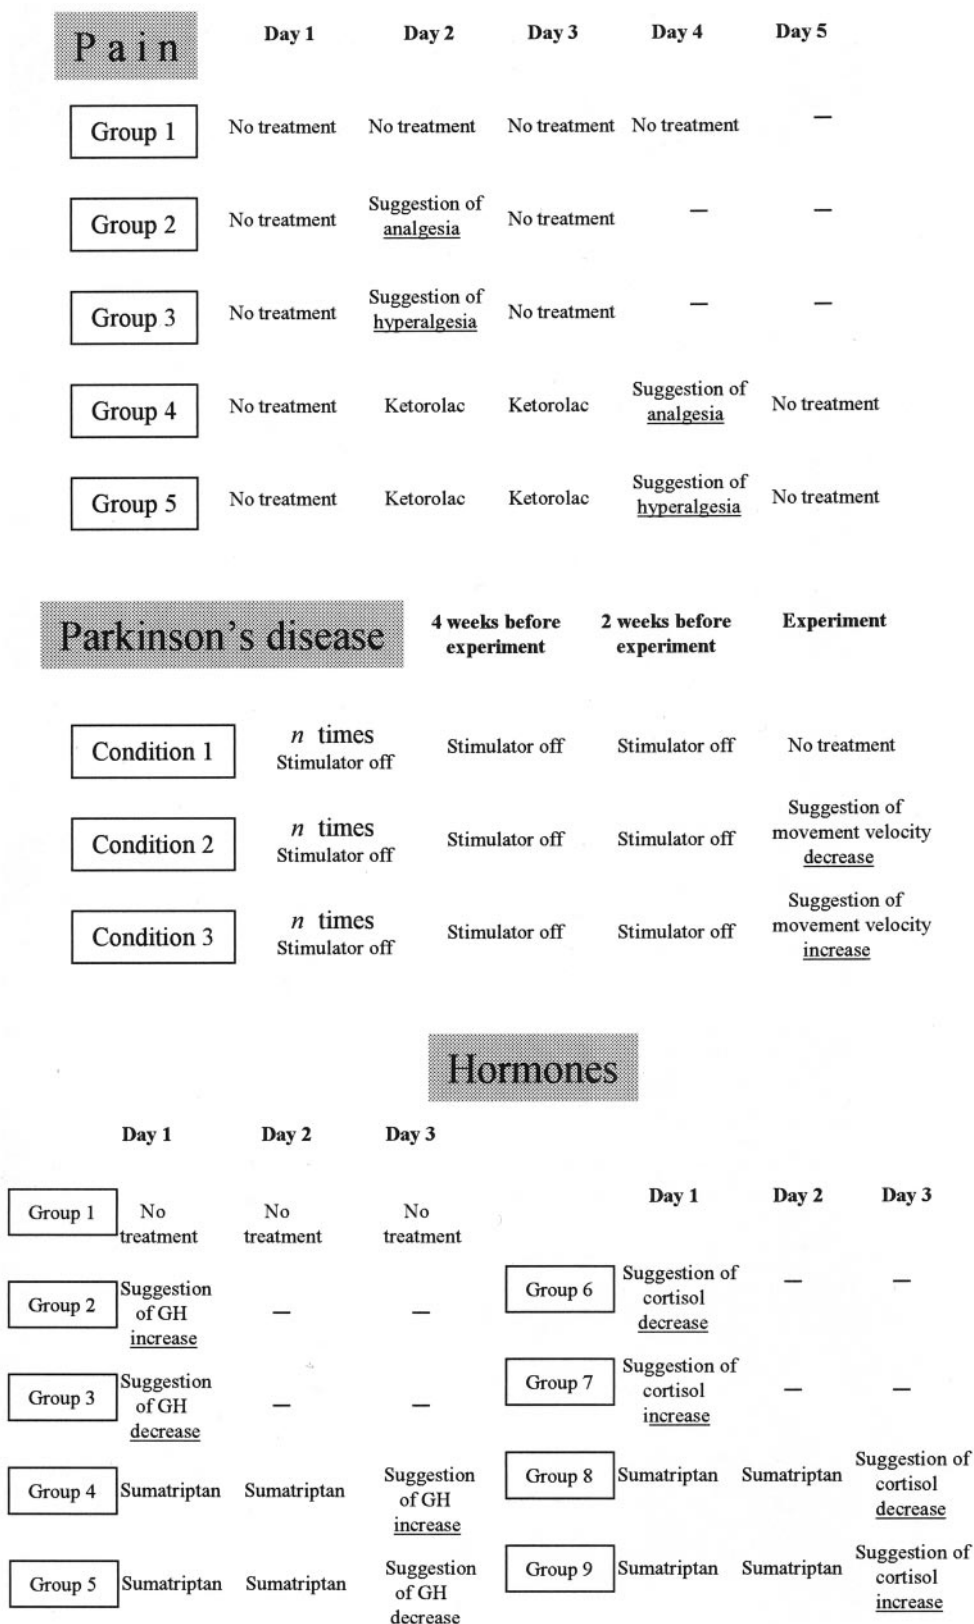 Pain Day 1 Day 2 Day 3 Day 4 Day 5
Group 1 No treatment No treatment No treatment No treatment —
Suggestion of
Group 2 No treatment analgesia No treatment — —
Suggestion of
Group 3 No treatment hyperalgesia No treatment — —
Suggestion of
Group 4 No treatment Ketorolac Ketorolac analgesia No treatment
Suggestion of
Group 5 No treatment Ketorolac Ketorolac hyperalgesia No treatment
Parkinson's disease 4 weeks before 2 weeks before Experiment
experiment experiment
n times
Condition 1 Stimulator off Stimulator off Stimulator off No treatment
Suggestion of
n times movement velocity
Condition 2 Stimulator off Stimulator off Stimulator off decrease
Suggestion of
n times movement velocity
Condition 3 Stimulator off Stimulator off Stimulator off increase
Hormones
Day 1 Day 2 Day 3
Group 1 No No No
treatment treatment treatment
Group 2 Suggestion — —
of GH
increase
Group 3 Suggestion — —
of GH
decrease
Group 4 Sumatriptan Sumatriptan Suggestion
of GH
increase
Group 5 Sumatriptan Sumatriptan Suggestion
of GH
decrease
Day 1 Day 2 Day 3
Group 6 Suggestion of — —
cortisol
decrease
Group 7 Suggestion of — —
cortisol
increase
Group 8 Sumatriptan Sumatriptan Suggestion of
cortisol
decrease
Group 9 Sumatriptan Sumatriptan Suggestion of
cortisol
increase